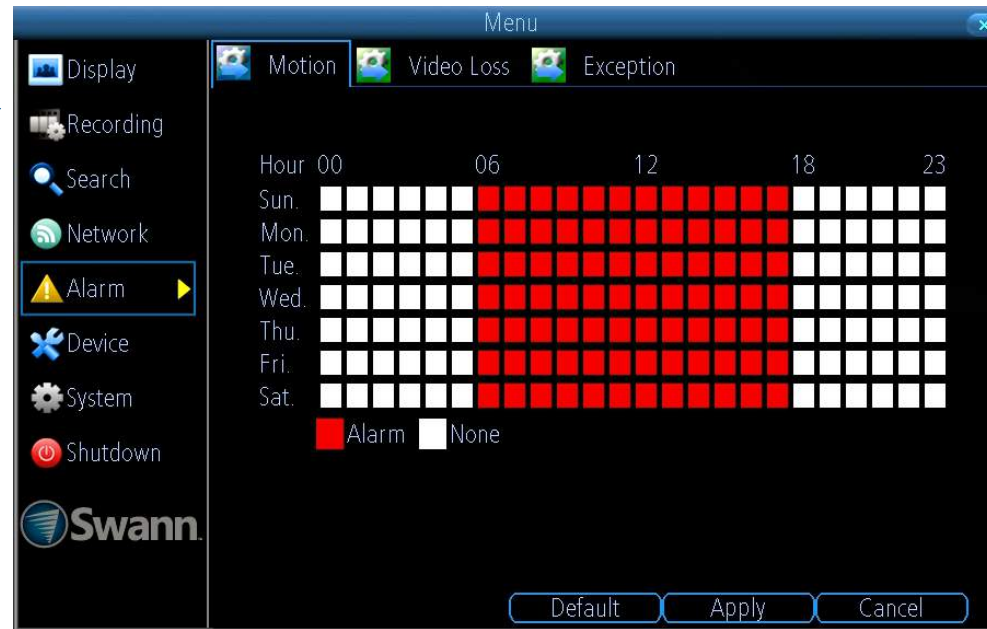 Menu
Display
Recording
Search
Network
Alarm
Device
System
Shutdown
Swann
Motion Video Loss Exception
Hour 00 06 12 18 23
Sun.
Mon.
Tue.
Wed.
Thu.
Fri.
Sat.
Alarm None
Default Apply Cancel